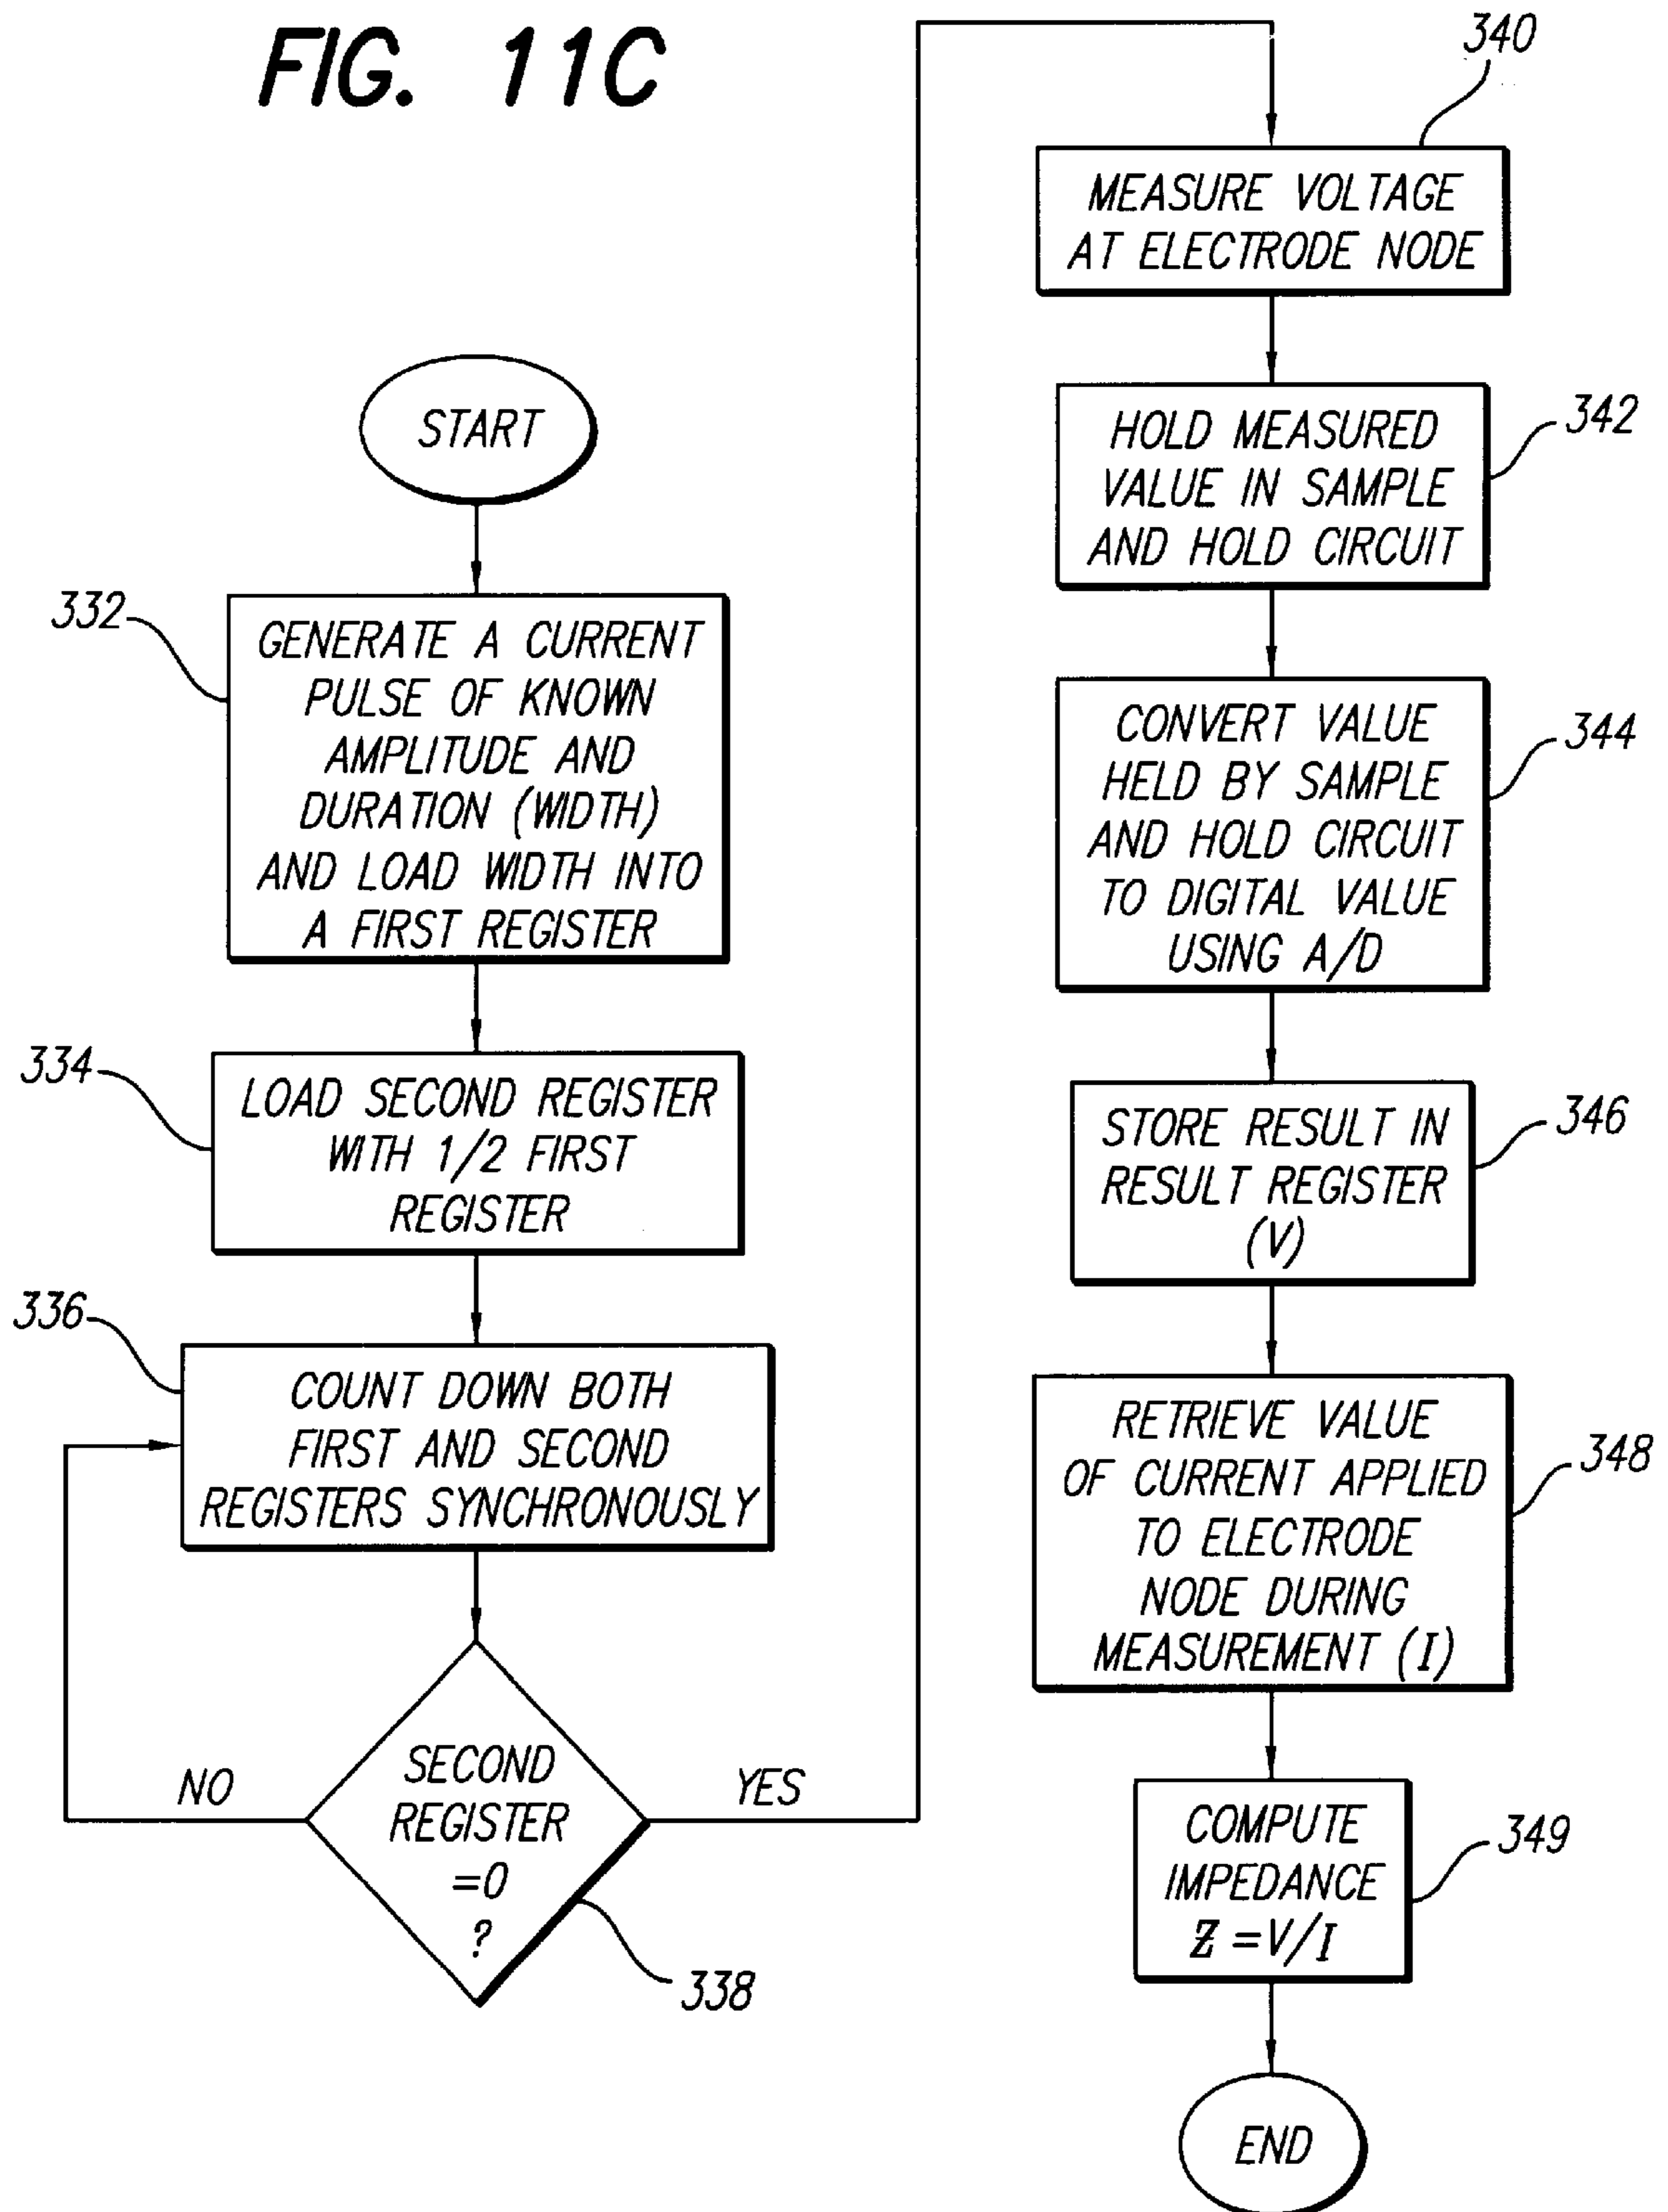 FIG. 11C
START
332
GENERATE A CURRENT
PULSE OF KNOWN
AMPLITUDE AND
DURATION (WIDTH)
AND LOAD WIDTH INTO
A FIRST REGISTER
334
LOAD SECOND REGISTER
WITH 1/2 FIRST
REGISTER
336
COUNT DOWN BOTH
FIRST AND SECOND
REGISTERS SYNCHRONOUSLY
SECOND
REGISTER
=0
?
NO
YES
338
340
MEASURE VOLTAGE
AT ELECTRODE NODE
342
HOLD MEASURED
VALUE IN SAMPLE
AND HOLD CIRCUIT
344
CONVERT VALUE
HELD BY SAMPLE
AND HOLD CIRCUIT
TO DIGITAL VALUE
USING A/D
346
STORE RESULT IN
RESULT REGISTER
(V)
348
RETRIEVE VALUE
OF CURRENT APPLIED
TO ELECTRODE
NODE DURING
MEASUREMENT (I)
349
COMPUTE
IMPEDANCE
Z=V/I
END